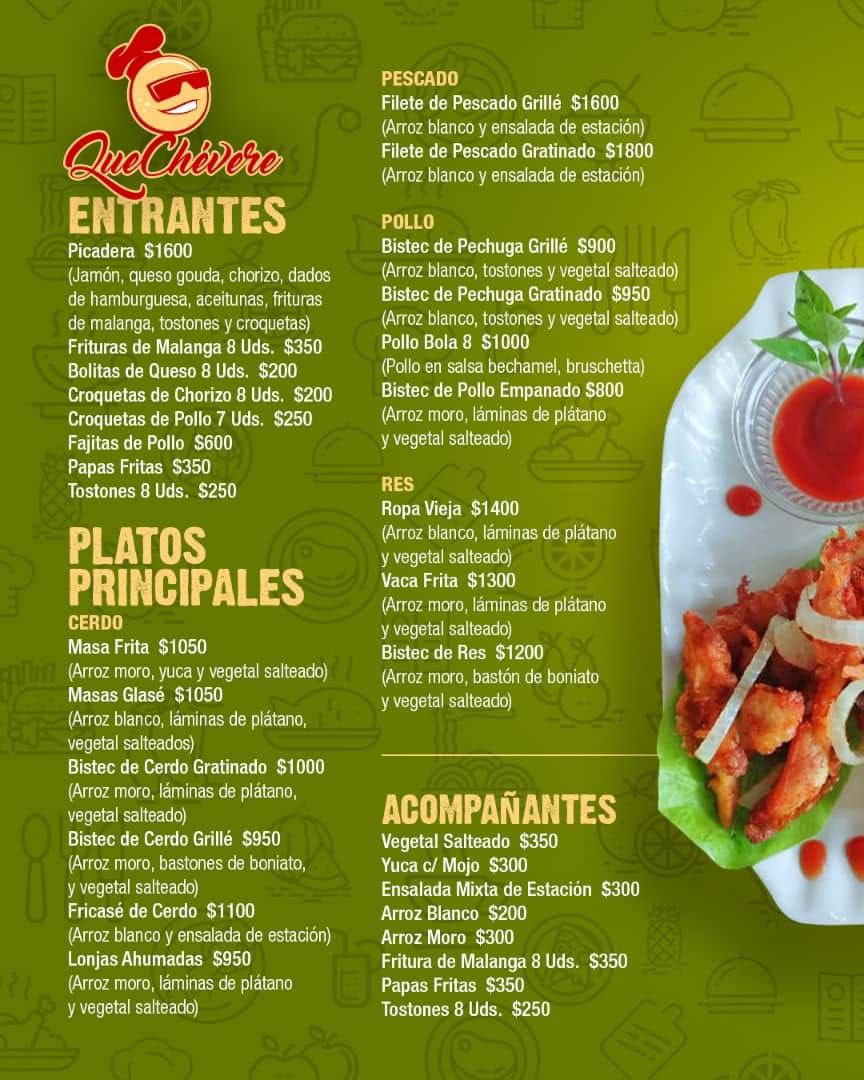 QueChévere
ENTRANTES
Picadera $1600
(Jamón, queso gouda, chorizo, dados
de hamburguesa, aceitunas, frituras
de malanga, tostones y croquetas)
Frituras de Malanga 8 Uds. $350
Bolitas de Queso 8 Uds. $200
Croquetas de Chorizo 8 Uds. $200
Croquetas de Pollo 7 Uds. $250
Fajitas de Pollo $600
Papas Fritas $350
Tostones 8 Uds. $250
PLATOS
PRINCIPALES
CERDO
Masa Frita $1050
(Arroz moro, yuca y vegetal salteado)
Masas Glasé $1050
(Arroz blanco, láminas de plátano,
vegetal salteados)
Bistec de Cerdo Gratinado $1000
(Arroz moro, láminas de plátano,
vegetal salteado)
Bistec de Cerdo Grillé $950
(Arroz moro, bastones de boniato,
y vegetal salteado)
Fricasé de Cerdo $1100
(Arroz blanco y ensalada de estación)
Lonjas Ahumadas $950
(Arroz moro, láminas de plátano
y vegetal salteado)
PESCADO
Filete de Pescado Grillé $1600
(Arroz blanco y ensalada de estación)
Filete de Pescado Gratinado $1800
(Arroz blanco y ensalada de estación)
POLLO
Bistec de Pechuga Grillé $900
(Arroz blanco, tostones y vegetal salteado)
Bistec de Pechuga Gratinado $950
(Arroz blanco, tostones y vegetal salteado)
Pollo Bola 8 $1000
(Pollo en salsa bechamel, bruschetta)
Bistec de Pollo Empanado $800
(Arroz moro, láminas de plátano
y vegetal salteado)
RES
Ropa Vieja $1400
(Arroz blanco, láminas de plátano
y vegetal salteado)
Vaca Frita $1300
(Arroz moro, láminas de plátano
y vegetal salteado)
Bistec de Res $1200
(Arroz moro, bastón de boniato
y vegetal salteado)
ACOMPAÑANTES
Vegetal Salteado $350
Yuca c/ Mojo $300
Ensalada Mixta de Estación $300
Arroz Blanco $200
Arroz Moro $300
Fritura de Malanga 8 Uds. $350
Papas Fritas $350
Tostones 8 Uds. $250